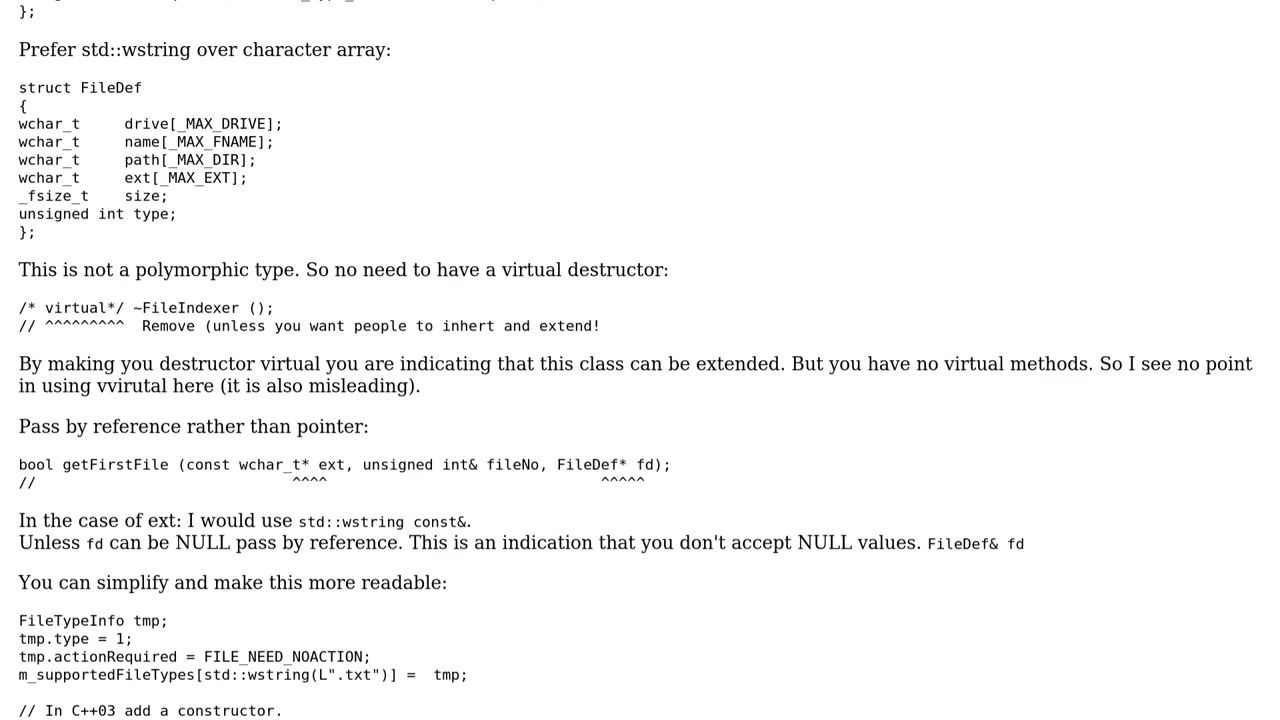 };
Prefer std::wstring over character array:
struct FileDef
{
wchar_t     drive[_MAX_DRIVE];
wchar_t     name[_MAX_FNAME];
wchar_t     path[_MAX_DIR];
wchar_t     ext[_MAX_EXT];
_fsize_t    size;
unsigned int type;
};
This is not a polymorphic type. So no need to have a virtual destructor:
/* virtual*/ ~FileIndexer ();
// ^^^^^^^^^  Remove (unless you want people to inhert and extend!
By making you destructor virtual you are indicating that this class can be extended. But you have no virtual methods. So I see no point
in using vvirutal here (it is also misleading).
Pass by reference rather than pointer:
bool getFirstFile (const wchar_t* ext, unsigned int& fileNo, FileDef* fd);
//                             ^^^^                               ^^^^^
In the case of ext: I would use std::wstring const&.
Unless fd can be NULL pass by reference. This is an indication that you don't accept NULL values. FileDef& fd
You can simplify and make this more readable:
FileTypeInfo tmp;
tmp.type = 1;
tmp.actionRequired = FILE_NEED_NOACTION;
m_supportedFileTypes[std::wstring(L".txt")] =  tmp;
// In C++03 add a constructor.